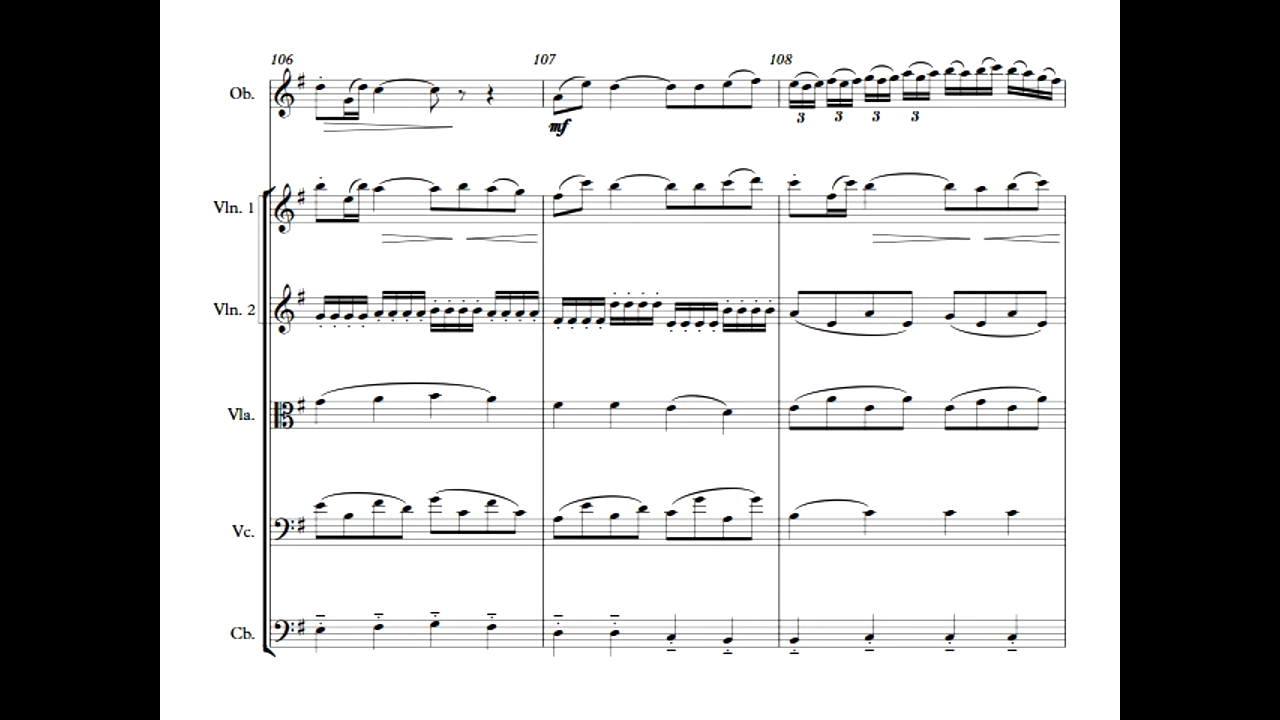 106 107 108
Ob.
mf
3 3 3 3
Vln. 1
Vln. 2
Vla.
Vc.
Cb.